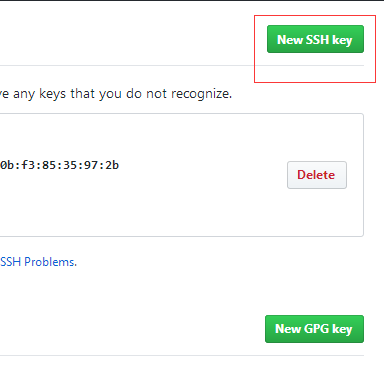 New SSH key
e any keys that you do not recognize.
0b:f3:85:35:97:2b
Delete
SSH Problems.
New GPG key